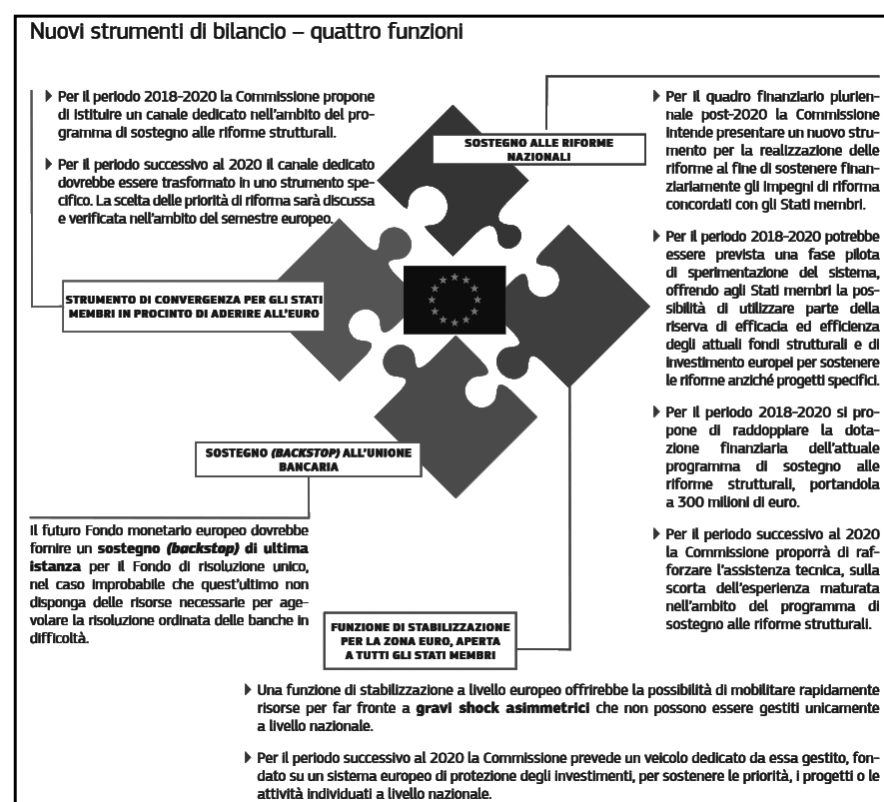 Nuovi strumenti di bilancio – quattro funzioni
Per il periodo 2018-2020 la Commissione propone
di istituire un canale dedicato nell'ambito del pro-
gramma di sostegno alle riforme strutturali.
Per il periodo successivo al 2020 il canale dedicato
dovrebbe essere trasformato in uno strumento spe-
cifico. La scelta delle priorità di riforma sarà discussa
e verificata nell'ambito del semestre europeo.
STRUMENTO DI CONVERGENZA PER GLI STATI
MEMBRI IN PROCINTO DI ADERIRE ALL'EURO
SOSTEGNO ALLE RIFORME
NAZIONALI
Per il quadro finanziario plurien-
nale post-2020 la Commissione
intende presentare un nuovo stru-
mento per la realizzazione delle
riforme al fine di sostenere finan-
ziariamente gli impegni di riforma
concordati con gli Stati membri.
Per il periodo 2018-2020 potrebbe
essere prevista una fase pilota
di sperimentazione del sistema,
offrendo agli Stati membri la pos-
sibilità di utilizzare parte della
riserva di efficacia ed efficienza
degli attuali fondi strutturali e di
investimento europei per sostenere
le riforme anziché progetti specifici.
Per il periodo 2018-2020 si pro-
pone di raddoppiare la dota-
zione finanziaria dell'attuale
programma di sostegno alle
riforme strutturali, portandola
a 300 milioni di euro.
Per il periodo successivo al 2020
la Commissione proporrà di raf-
forzare l'assistenza tecnica, sulla
scorta dell'esperienza maturata
nell'ambito del programma di
sostegno alle riforme strutturali.
SOSTEGNO (BACKSTOP) ALL'UNIONE
BANCARIA
Il futuro Fondo monetario europeo dovrebbe
fornire un sostegno (backstop) di ultima
istanza per il Fondo di risoluzione unico,
nel caso improbabile che quest'ultimo non
disponga delle risorse necessarie per age-
volare la risoluzione ordinata delle banche in
difficoltà.
FUNZIONE DI STABILIZZAZIONE
PER LA ZONA EURO, APERTA
A TUTTI GLI STATI MEMBRI
Una funzione di stabilizzazione a livello europeo offrirebbe la possibilità di mobilitare rapidamente
risorse per far fronte a gravi shock asimmetrici che non possono essere gestiti unicamente
a livello nazionale.
Per il periodo successivo al 2020 la Commissione prevede un veicolo dedicato da essa gestito, fon-
dato su un sistema europeo di protezione degli investimenti, per sostenere le priorità, i progetti o le
attività individuati a livello nazionale.